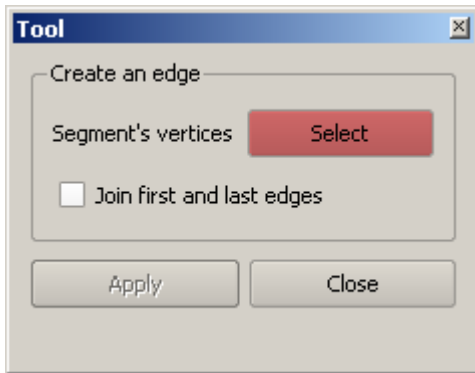 Tool
Create an edge
Segment's vertices Select
Join first and last edges
Apply Close